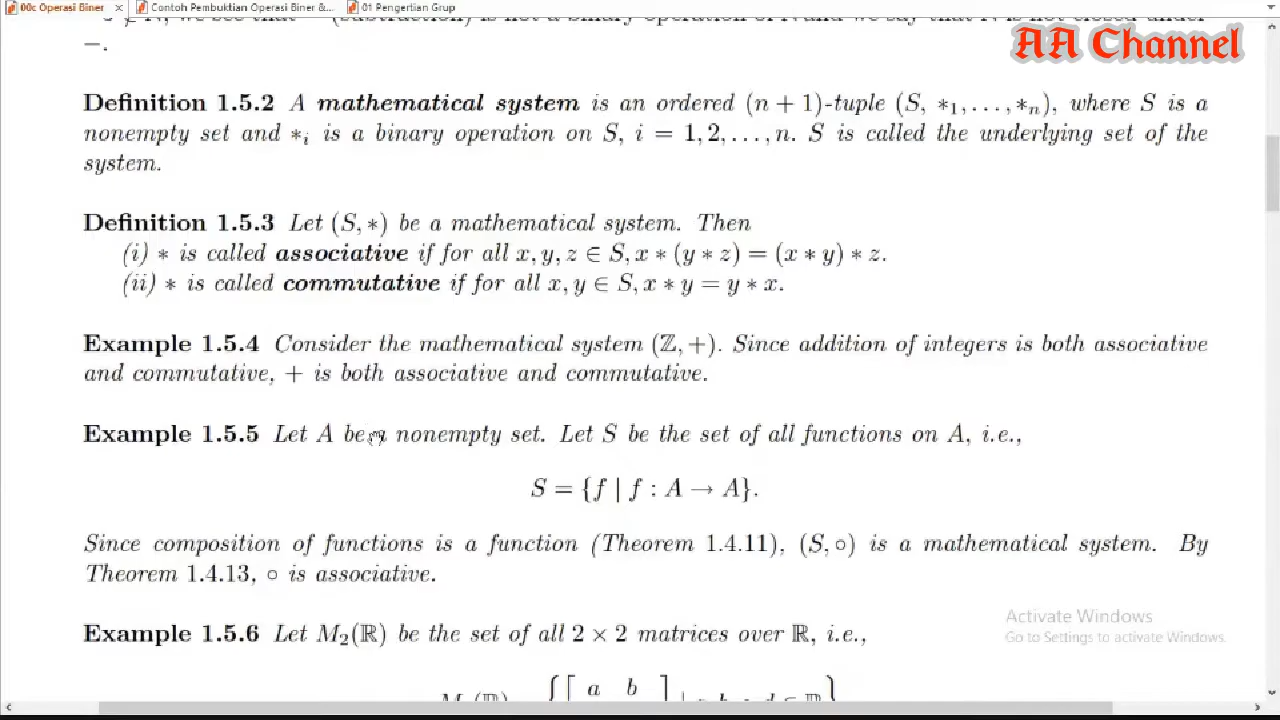 00c Operasi Biner
Contoh Pembuktian Operasi Biner &...
01 Pengertian Grup
AA Channel
−.
Definition 1.5.2 A mathematical system is an ordered (n + 1)-tuple (S, ∗₁, . . . , ∗ₙ), where S is a
nonempty set and ∗ᵢ is a binary operation on S, i = 1, 2, . . . , n. S is called the underlying set of the
system.
Definition 1.5.3 Let (S, ∗) be a mathematical system. Then
(i) ∗ is called associative if for all x, y, z ∈ S, x ∗ (y ∗ z) = (x ∗ y) ∗ z.
(ii) ∗ is called commutative if for all x, y ∈ S, x ∗ y = y ∗ x.
Example 1.5.4 Consider the mathematical system (ℤ, +). Since addition of integers is both associative
and commutative, + is both associative and commutative.
Example 1.5.5 Let A be a nonempty set. Let S be the set of all functions on A, i.e.,
S = {f | f : A → A}.
Since composition of functions is a function (Theorem 1.4.11), (S, ∘) is a mathematical system. By
Theorem 1.4.13, ∘ is associative.
Example 1.5.6 Let M₂(ℝ) be the set of all 2 × 2 matrices over ℝ, i.e.,
a b
Activate Windows
Go to Settings to activate Windows.